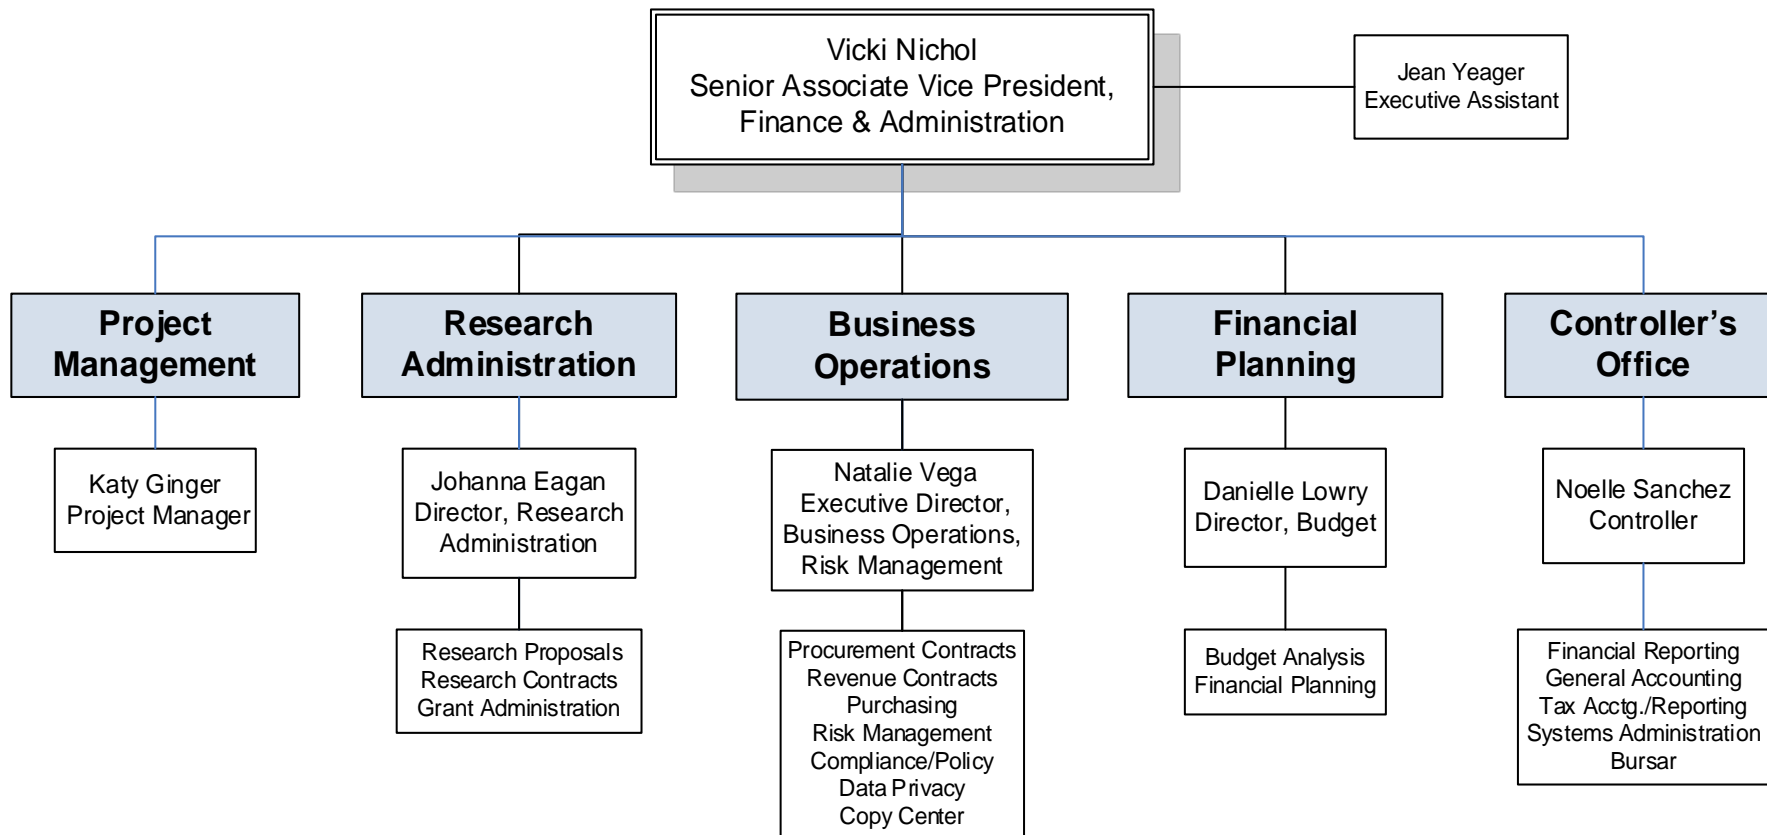 Vicki Nichol
Senior Associate Vice President,
Finance & Administration
Jean Yeager
Executive Assistant
Project
Management
Research
Administration
Business
Operations
Financial
Planning
Controller’s
Office
Katy Ginger
Project Manager
Johanna Eagan
Director, Research
Administration
Natalie Vega
Executive Director,
Business Operations,
Risk Management
Danielle Lowry
Director, Budget
Noelle Sanchez
Controller
Research Proposals
Research Contracts
Grant Administration
Procurement Contracts
Revenue Contracts
Purchasing
Risk Management
Compliance/Policy
Data Privacy
Copy Center
Budget Analysis
Financial Planning
Financial Reporting
General Accounting
Tax Acctg./Reporting
Systems Administration
Bursar